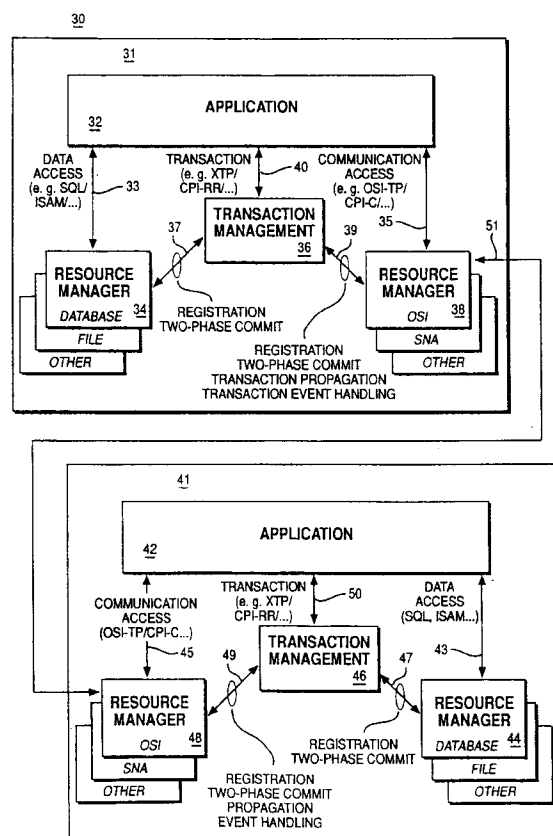 30
31
APPLICATION
32
DATA
ACCESS
(e. g. SQL/
ISAM/...)
33
TRANSACTION
(e. g. XTP/
CPI-RR/...)
40
COMMUNICATION
ACCESS
(e. g. OSI-TP/
CPI-C/...)
35
TRANSACTION
MANAGEMENT
36
37
39
51
RESOURCE
MANAGER
DATABASE
34
FILE
OTHER
REGISTRATION
TWO-PHASE COMMIT
RESOURCE
MANAGER
OSI
38
SNA
OTHER
REGISTRATION
TWO-PHASE COMMIT
TRANSACTION PROPAGATION
TRANSACTION EVENT HANDLING
41
APPLICATION
42
COMMUNICATION
ACCESS
(OSI-TP/CPI-C...)
45
TRANSACTION
(e. g. XTP/
CPI-RR/...)
50
DATA
ACCESS
(SQL, ISAM...)
43
TRANSACTION
MANAGEMENT
46
49
47
RESOURCE
MANAGER
OSI
48
SNA
OTHER
REGISTRATION
TWO-PHASE COMMIT
PROPAGATION
EVENT HANDLING
REGISTRATION
TWO-PHASE COMMIT
RESOURCE
MANAGER
DATABASE
44
FILE
OTHER